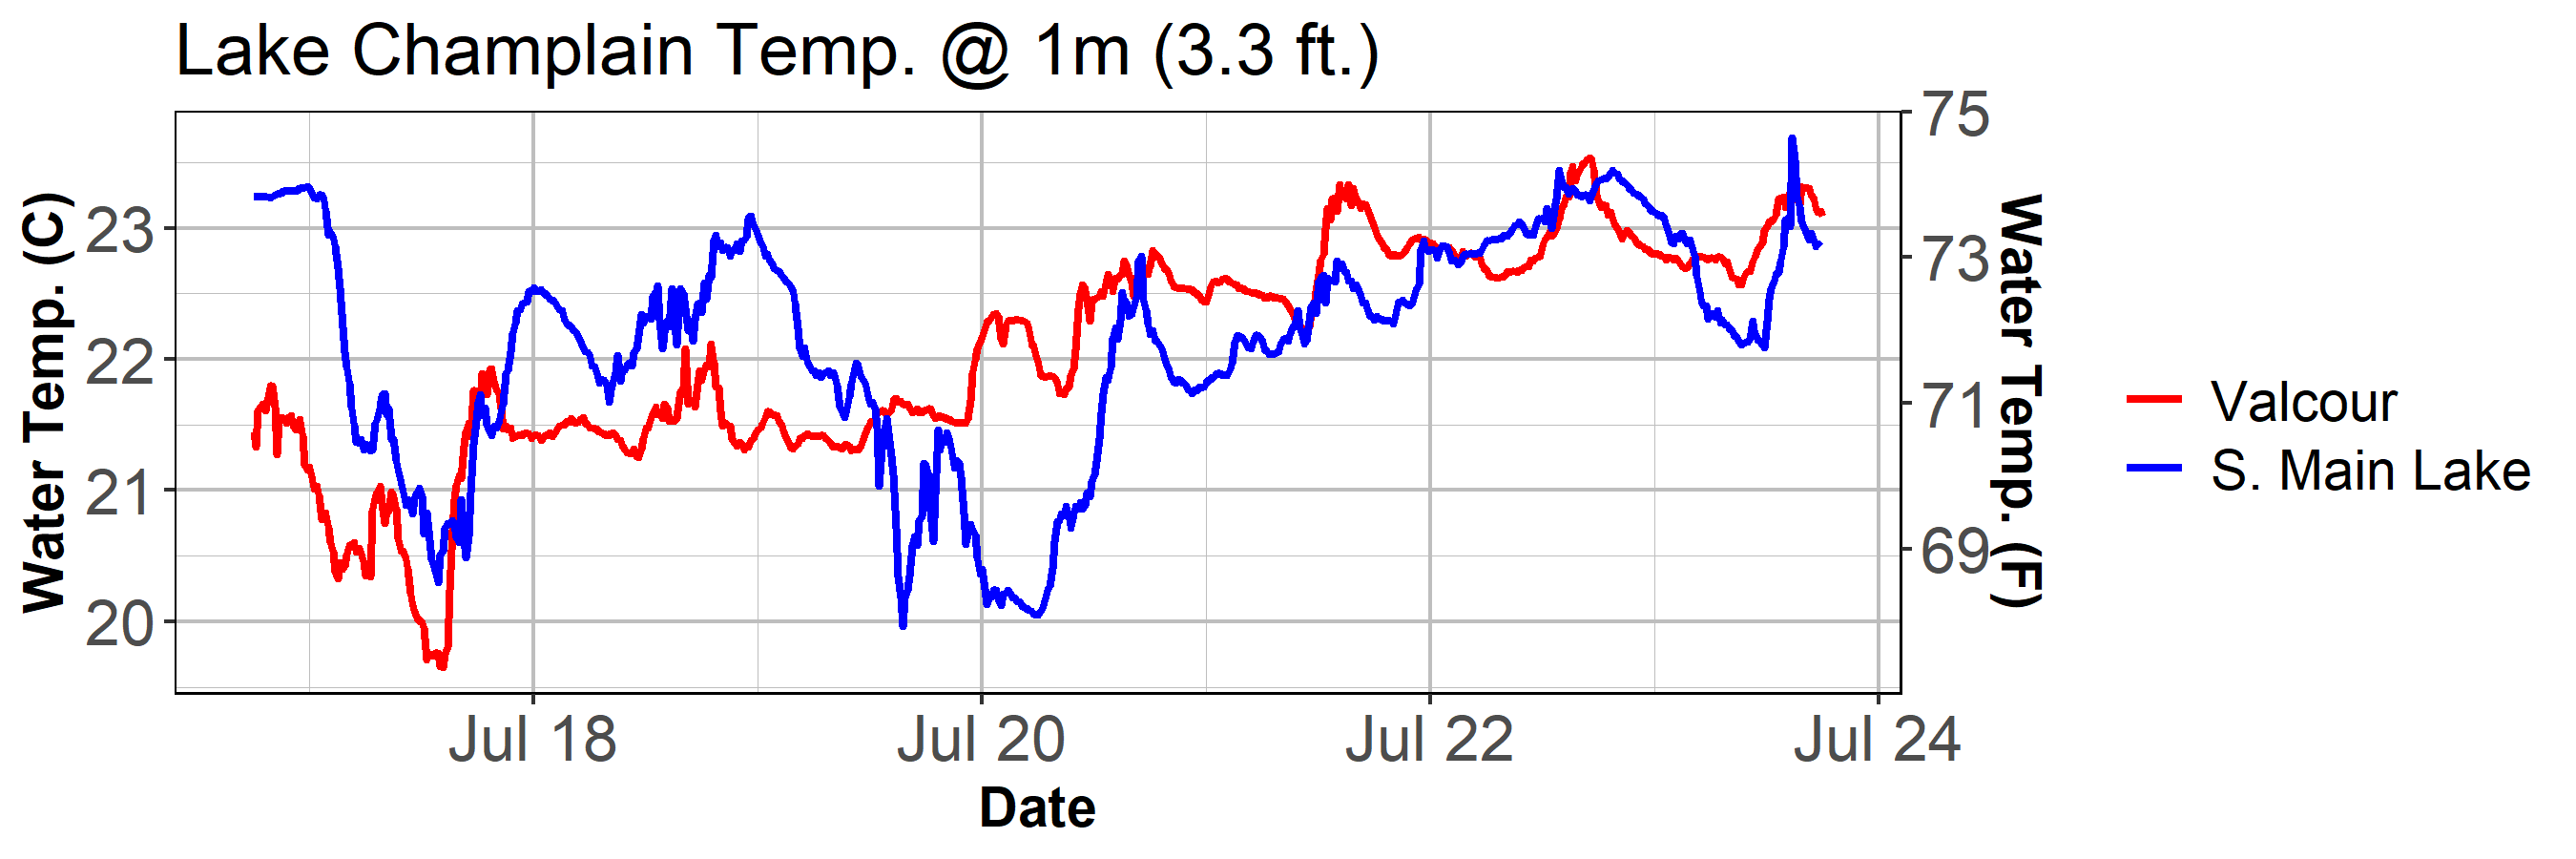 Lake Champlain Temp. @ 1m (3.3 ft.)
Water Temp. (C)
23
22
21
20
75
73
71
69
Water Temp. (F)
Jul 18
Jul 20
Jul 22
Jul 24
Date
Valcour
S. Main Lake